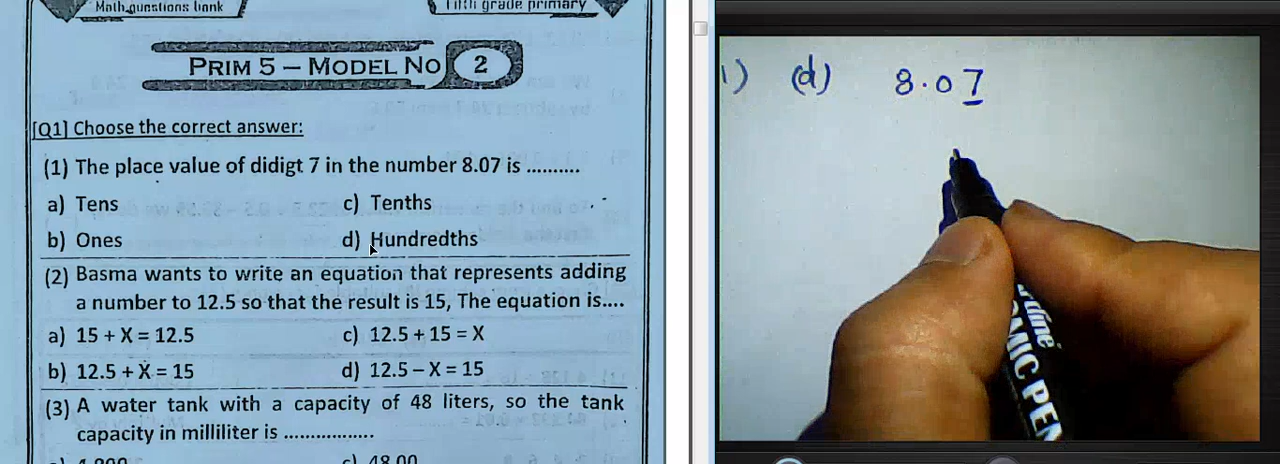 Math questions bank
Fifth grade primary
PRIM 5 – MODEL NO 2
[Q1] Choose the correct answer:
(1) The place value of didigt 7 in the number 8.07 is ..........
a) Tens c) Tenths
b) Ones d) Hundredths
(2) Basma wants to write an equation that represents adding
a number to 12.5 so that the result is 15, The equation is....
a) 15 + X = 12.5 c) 12.5 + 15 = X
b) 12.5 + X = 15 d) 12.5 – X = 15
(3) A water tank with a capacity of 48 liters, so the tank
capacity in milliliter is .................
c) 48.00
1) (d) 8.07